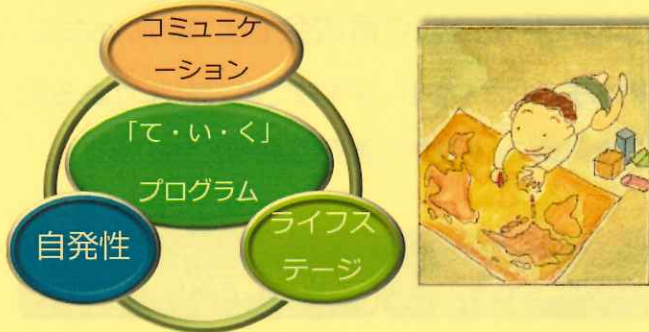 コミュニケ
ーション
「て・い・く」
プログラム
自発性
ライフス
テージ